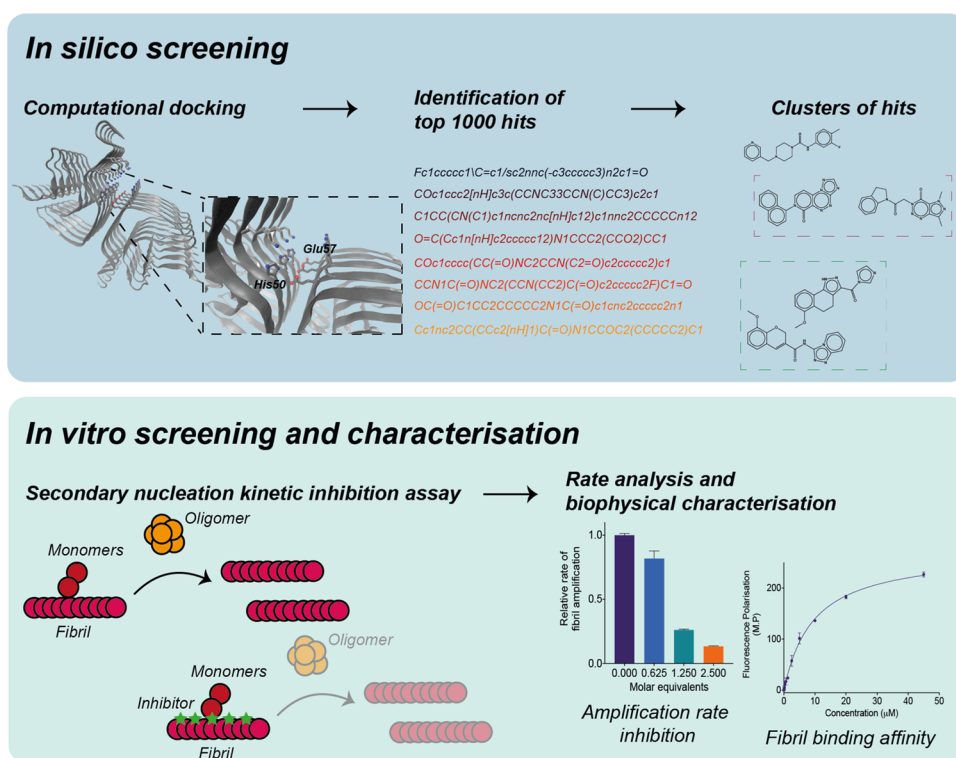 In silico screening
Computational docking
Identification of
top 1000 hits
Clusters of hits
Glu57
His50
Fc1ccccc1\C=c1/sc2nnc(-c3ccccc3)n2c1=O
COc1ccc2[nH]c3c(CCNC33CCN(C)CC3)c2c1
C1CC(CN(C1)c1ncnc2nc[nH]c12)c1nnc2CCCCCn12
O=C(Cc1n[nH]c2ccccc12)N1CCC2(CCO2)CC1
COc1cccc(CC(=O)NC2CCN(C2=O)c2ccccc2)c1
CCN1C(=O)NC2(CCN(CC2)C(=O)c2ccccc2F)C1=O
OC(=O)C1CC2CCCCC2N1C(=O)c1cnc2ccccc2n1
Cc1nc2CC(CCc2[nH]1)C(=O)N1CCOC2(CCCCC2)C1
In vitro screening and characterisation
Secondary nucleation kinetic inhibition assay
Rate analysis and
biophysical characterisation
Oligomer
Monomers
Fibril
Oligomer
Monomers
Inhibitor
Fibril
Relative rate of
fibril amplification
1.0
0.5
0.0
0.000 0.625 1.250 2.500
Molar equivalents
Amplification rate
inhibition
Fluorescence Polarisation
(M.P)
200
100
0
0 10 20 30 40 50
Concentration (μM)
Fibril binding affinity